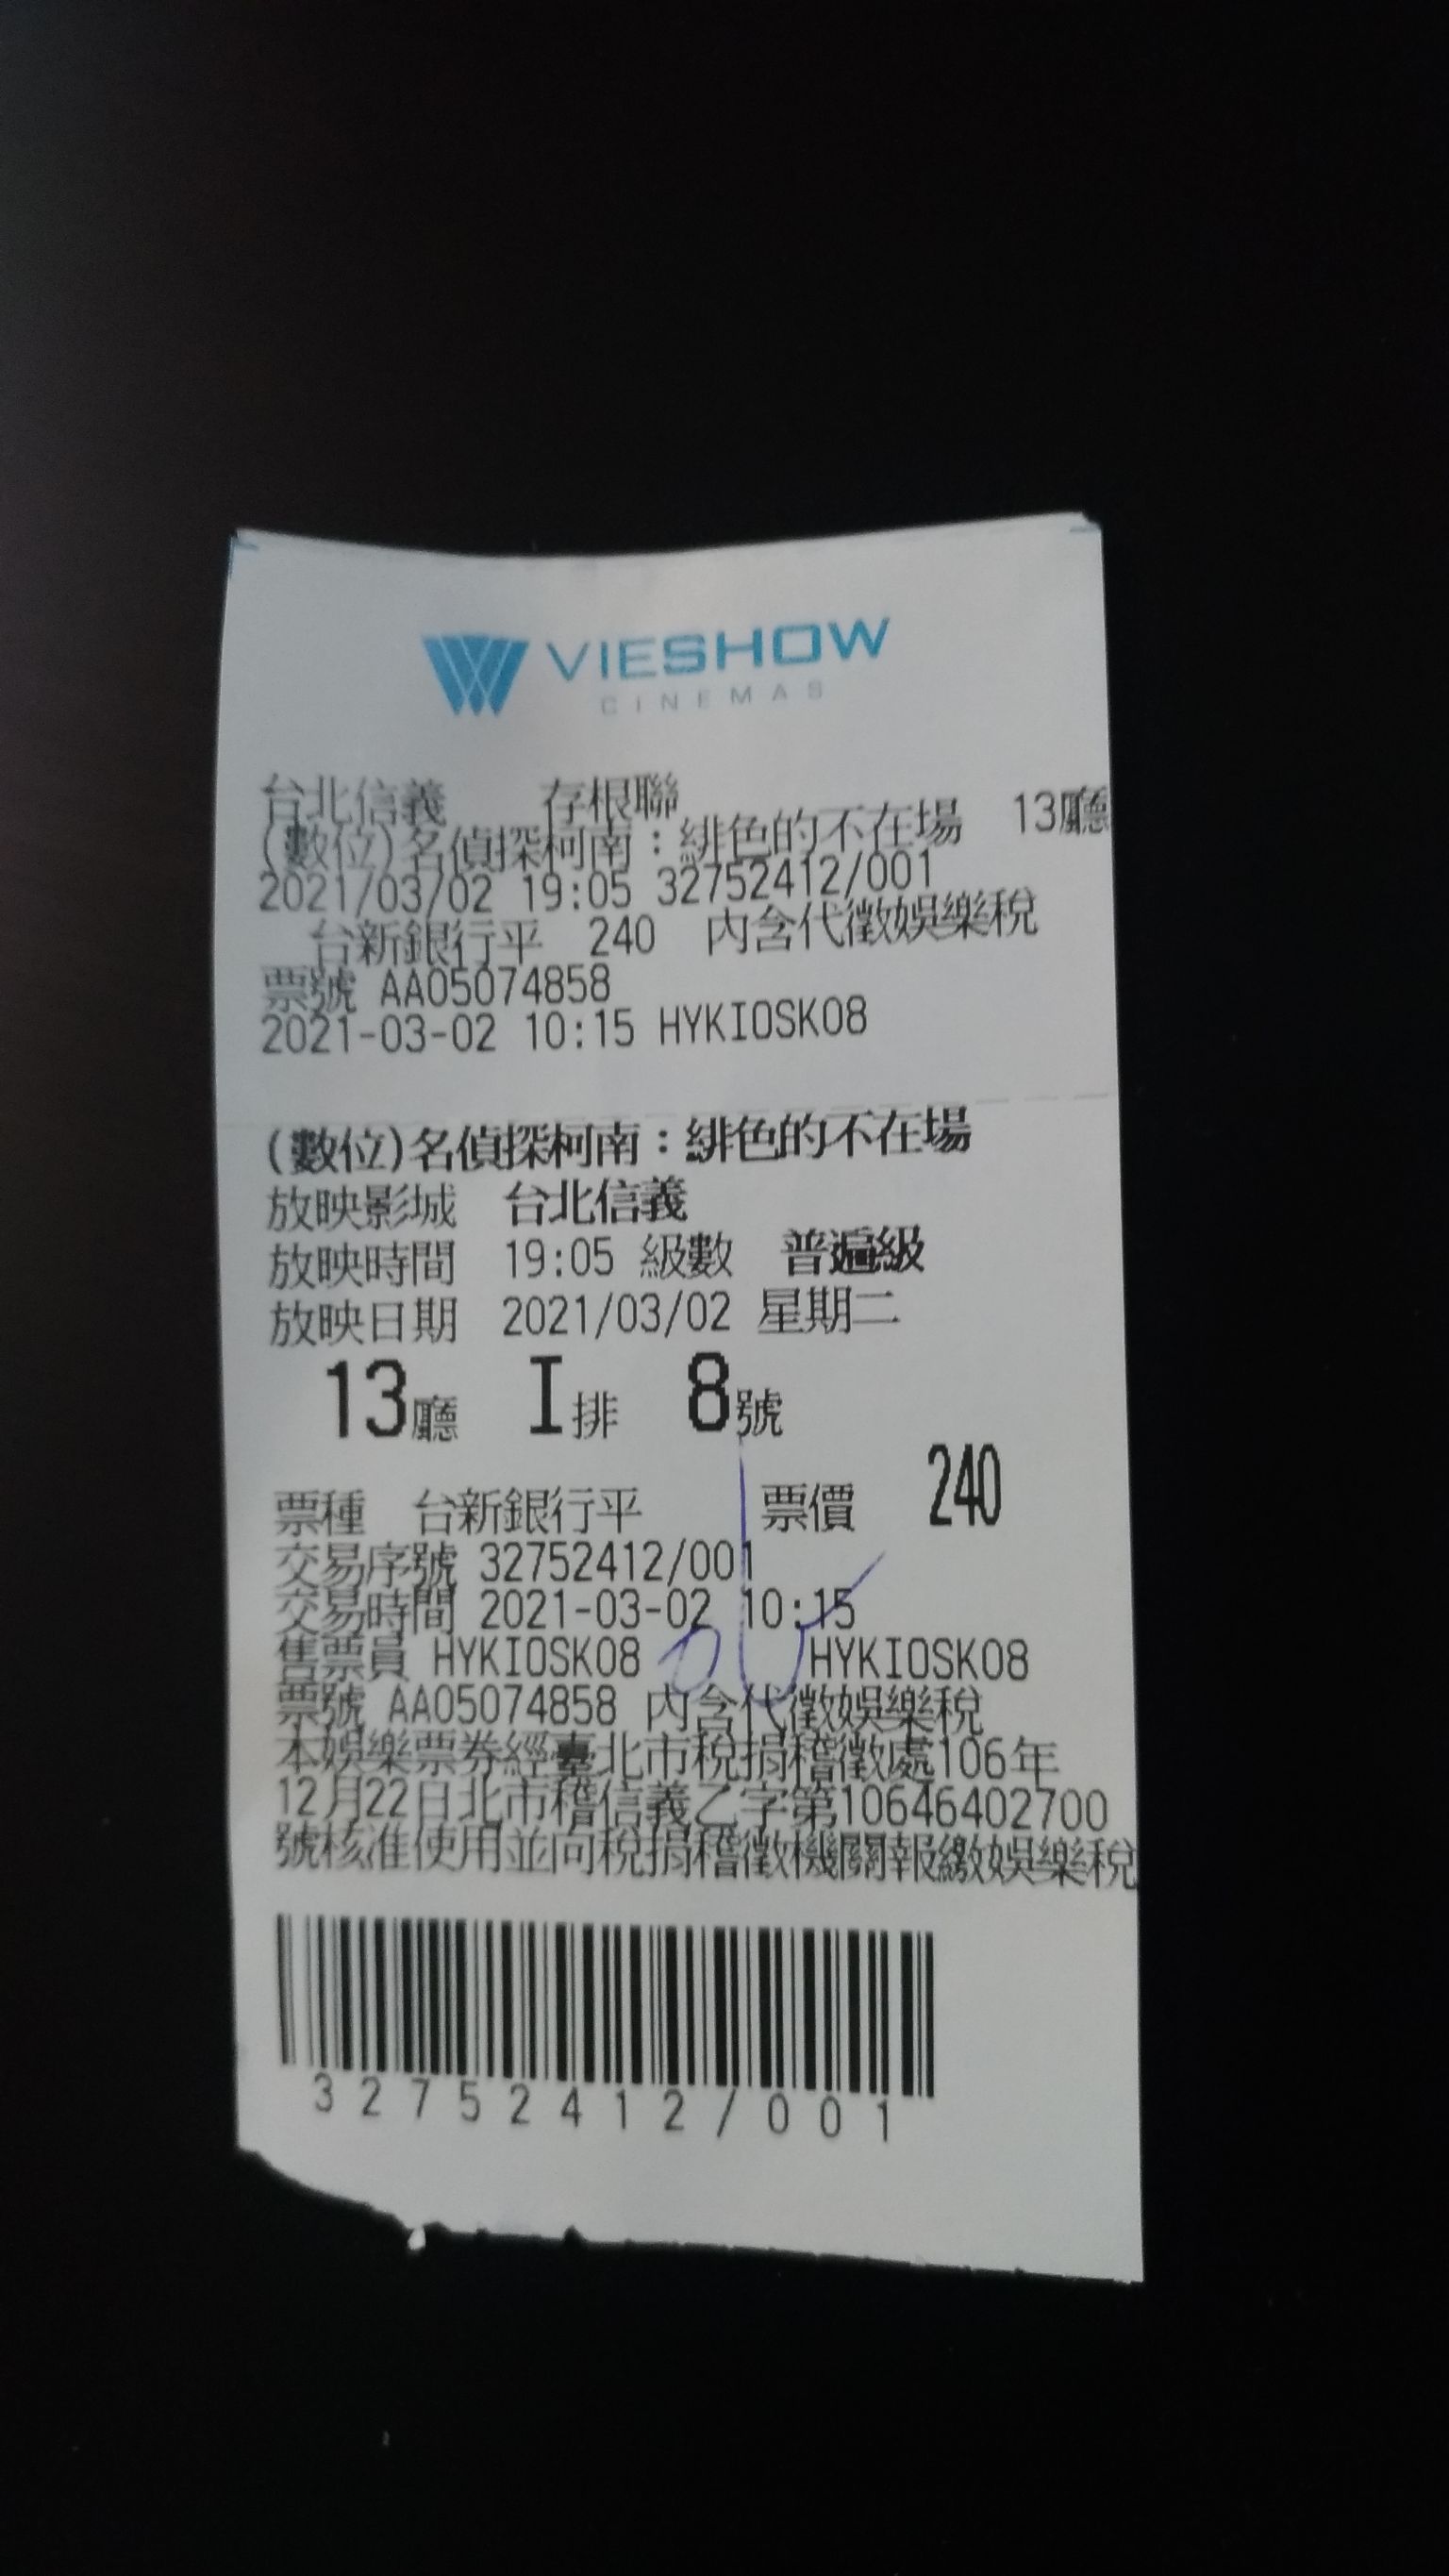 VIESHOW
CINEMAS
台北信義 存根聯
(數位)名偵探柯南：緋色的不在場 13廳
2021/03/02 19:05 32752412/001
台新銀行平 240 內含代徵娛樂稅
票號 AA05074858
2021-03-02 10:15 HYKIOSK08
(數位)名偵探柯南：緋色的不在場
放映影城 台北信義
放映時間 19:05 級數 普遍級
放映日期 2021/03/02 星期二
13廳 I排 8號
票種 台新銀行平 票價 240
交易序號 32752412/001
交易時間 2021-03-02 10:15
售票員 HYKIOSK08 HYKIOSK08
票號 AA05074858 內含代徵娛樂稅
本娛樂票券經臺北市稅捐稽徵處106年
12月22日北市稽信義乙字第10646402700
號核准使用並向稅捐稽徵機關報繳娛樂稅
32752412/001